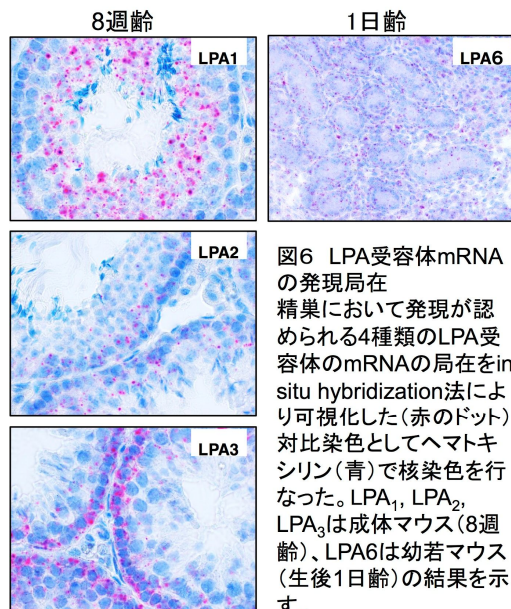 8週齢
1日齢
LPA1
LPA6
LPA2
LPA3
図6 LPA受容体mRNA
の発現局在
精巣において発現が認
められる4種類のLPA受
容体のmRNAの局在をin
situ hybridization法によ
り可視化した(赤のドット)
対比染色としてヘマトキ
シリン(青)で核染色を行
なった。LPA₁, LPA₂,
LPA₃は成体マウス(8週
齢)、LPA6は幼若マウス
(生後1日齢)の結果を示
す